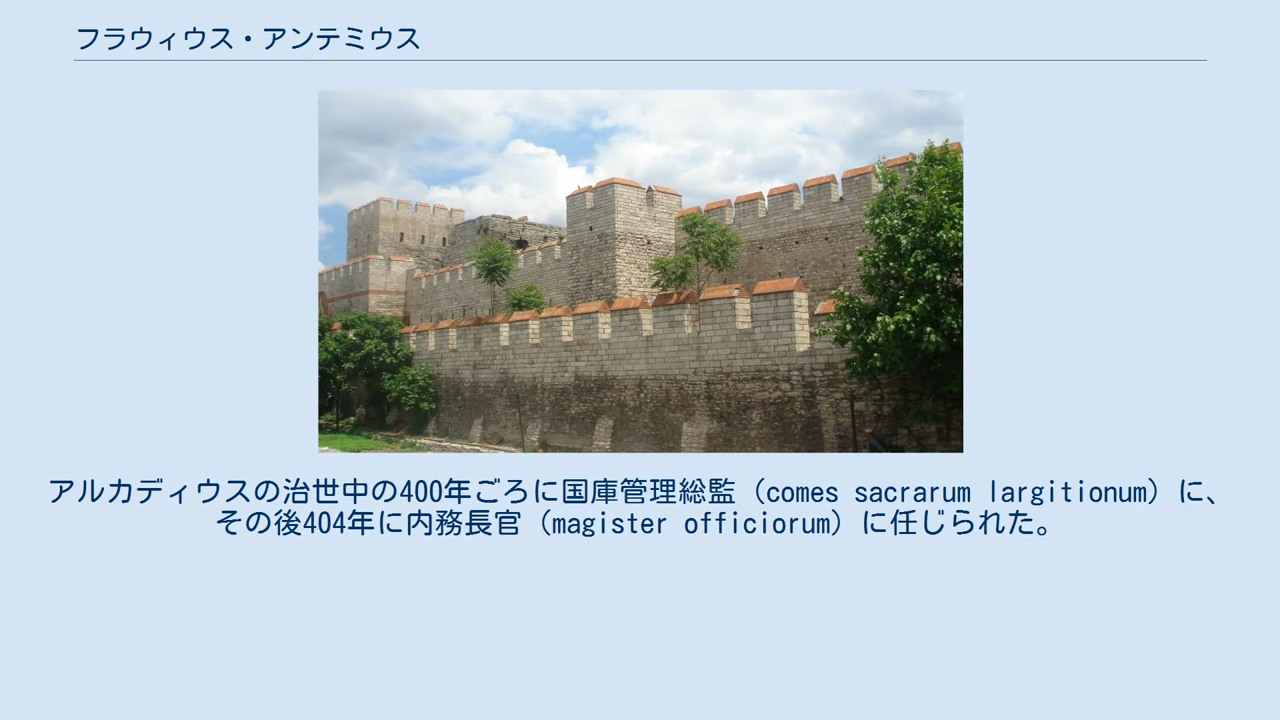 フラウィウス・アンテミウス
アルカディウスの治世中の400年ごろに国庫管理総監（comes sacrarum largitionum）に、
その後404年に内務長官（magister officiorum）に任じられた。